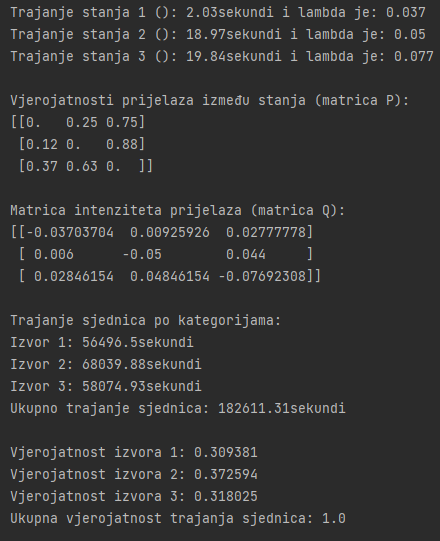 Trajanje stanja 1 (): 2.03sekundi i lambda je: 0.037
Trajanje stanja 2 (): 18.97sekundi i lambda je: 0.05
Trajanje stanja 3 (): 19.84sekundi i lambda je: 0.077
Vjerojatnosti prijelaza između stanja (matrica P):
[[0. 0.25 0.75]
[0.12 0. 0.88]
[0.37 0.63 0. ]]
Matrica intenziteta prijelaza (matrica Q):
[[-0.03703704 0.00925926 0.02777778]
[ 0.006 -0.05 0.044 ]
[ 0.02846154 0.04846154 -0.07692308]]
Trajanje sjednica po kategorijama:
Izvor 1: 56496.5sekundi
Izvor 2: 68039.88sekundi
Izvor 3: 58074.93sekundi
Ukupno trajanje sjednica: 182611.31sekundi
Vjerojatnost izvora 1: 0.309381
Vjerojatnost izvora 2: 0.372594
Vjerojatnost izvora 3: 0.318025
Ukupna vjerojatnost trajanja sjednica: 1.0